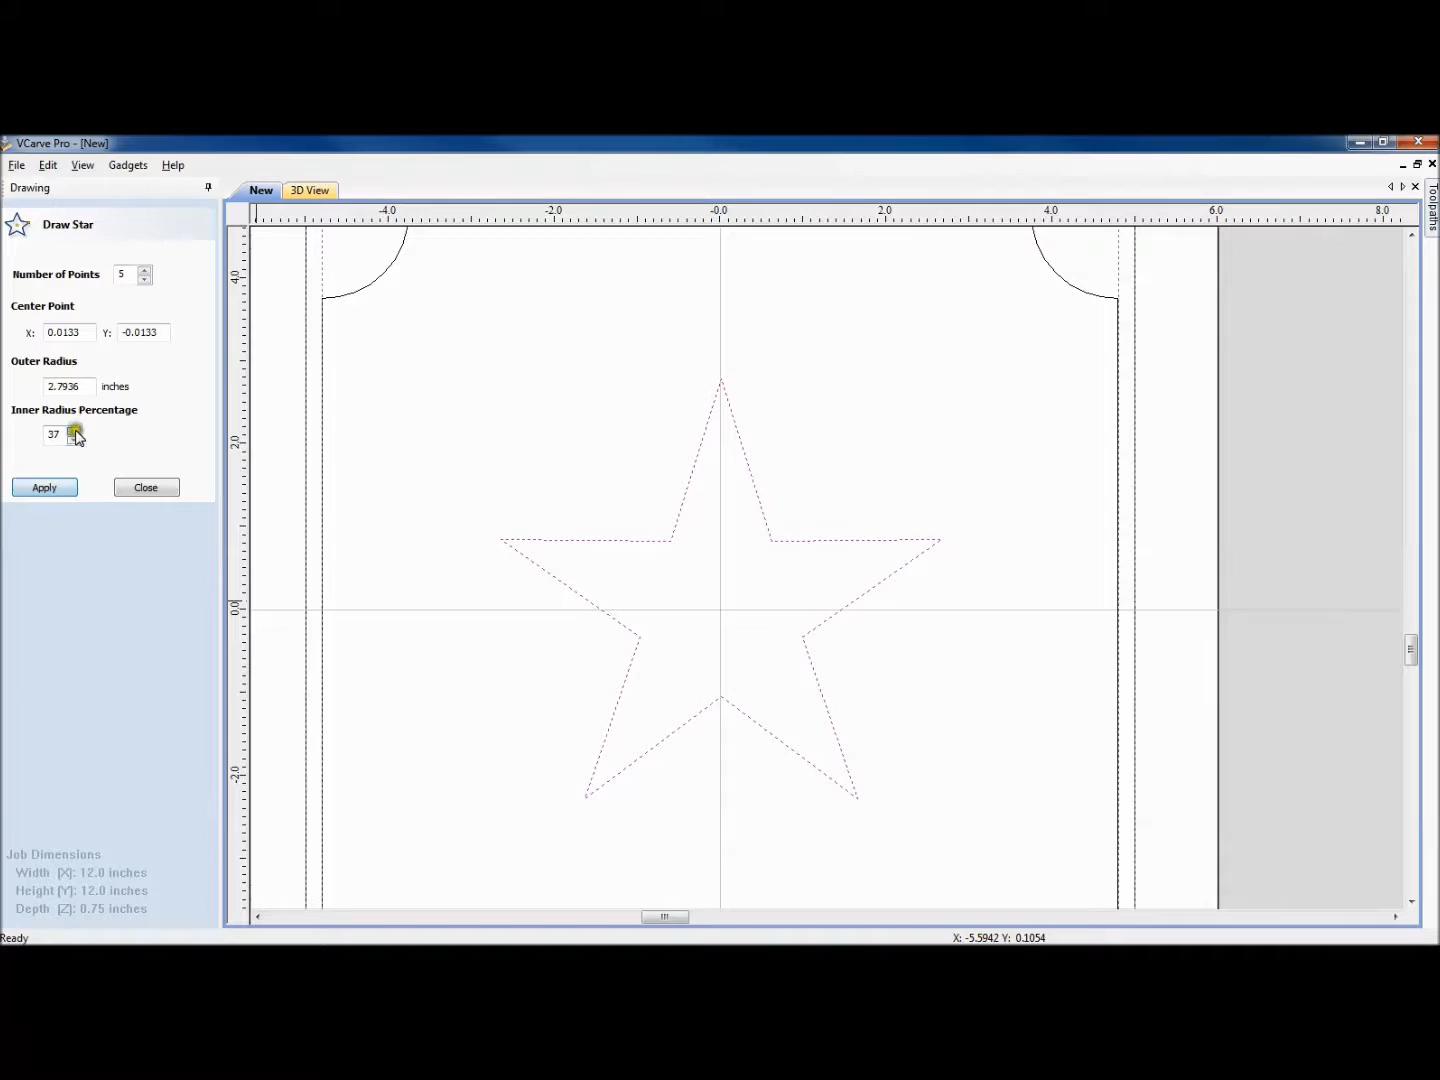 VCarve Pro - [New]
File Edit View Gadgets Help
Drawing
New 3D View
Toolpaths
Draw Star
-4.0 -2.0 -0.0 2.0 4.0 6.0 8.0
4.0
2.0
0.0
-2.0
Number of Points 5
Center Point
X: 0.0133 Y: -0.0133
Outer Radius
2.7936 inches
Inner Radius Percentage
37
Apply Close
Job Dimensions
Width [X]: 12.0 inches
Height [Y]: 12.0 inches
Depth [Z]: 0.75 inches
Ready
X: -5.5942 Y: 0.1054